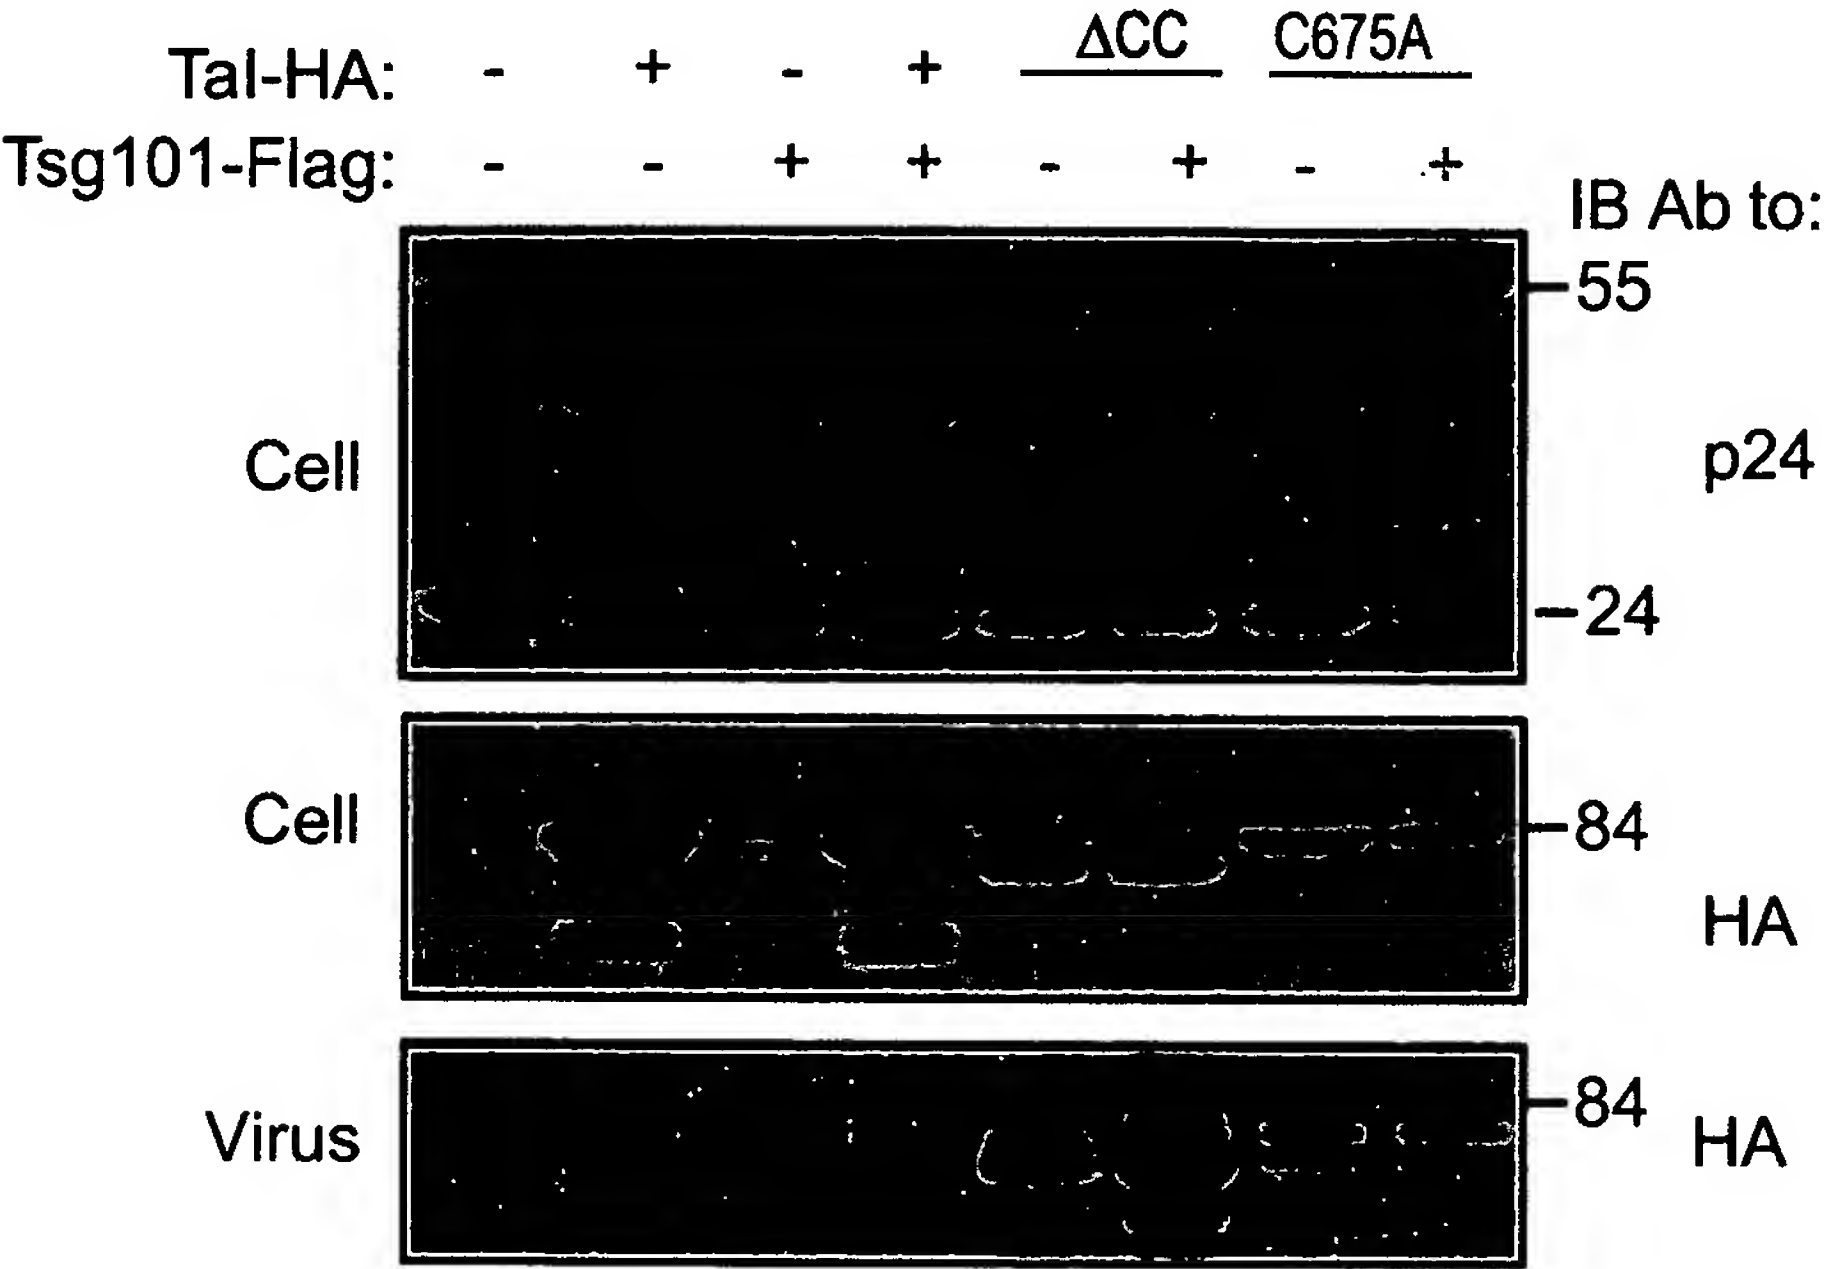 ΔCC C675A
Tal-HA: - + - +
Tsg101-Flag: - - + + - + - +
IB Ab to:
55
Cell p24
24
Cell 84
HA
84
Virus HA